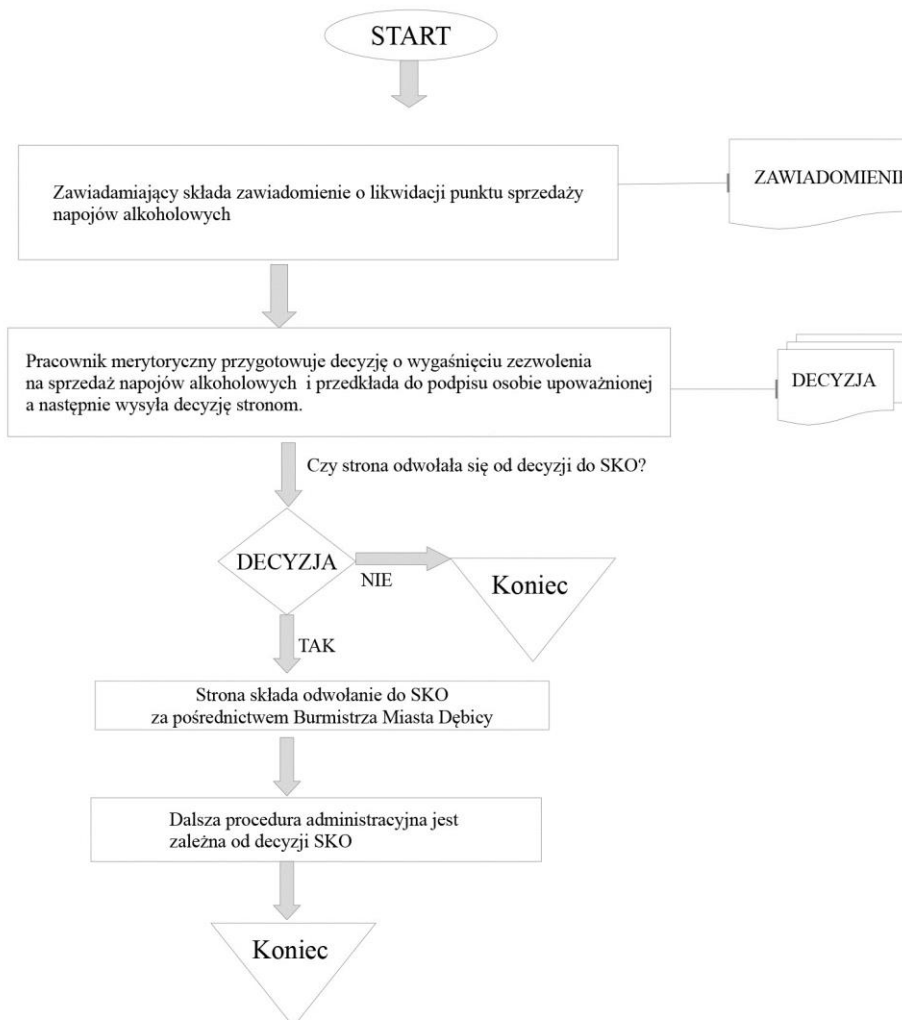 START
Zawiadamiający składa zawiadomienie o likwidacji punktu sprzedaży
napojów alkoholowych
ZAWIADOMIENIE
Pracownik merytoryczny przygotowuje decyzję o wygaśnięciu zezwolenia
na sprzedaż napojów alkoholowych i przedkłada do podpisu osobie upoważnionej
a następnie wysyła decyzję stronom.
DECYZJA
Czy strona odwołała się od decyzji do SKO?
DECYZJA
NIE
Koniec
TAK
Strona składa odwołanie do SKO
za pośrednictwem Burmistrza Miasta Dębicy
Dalsza procedura administracyjna jest
zależna od decyzji SKO
Koniec